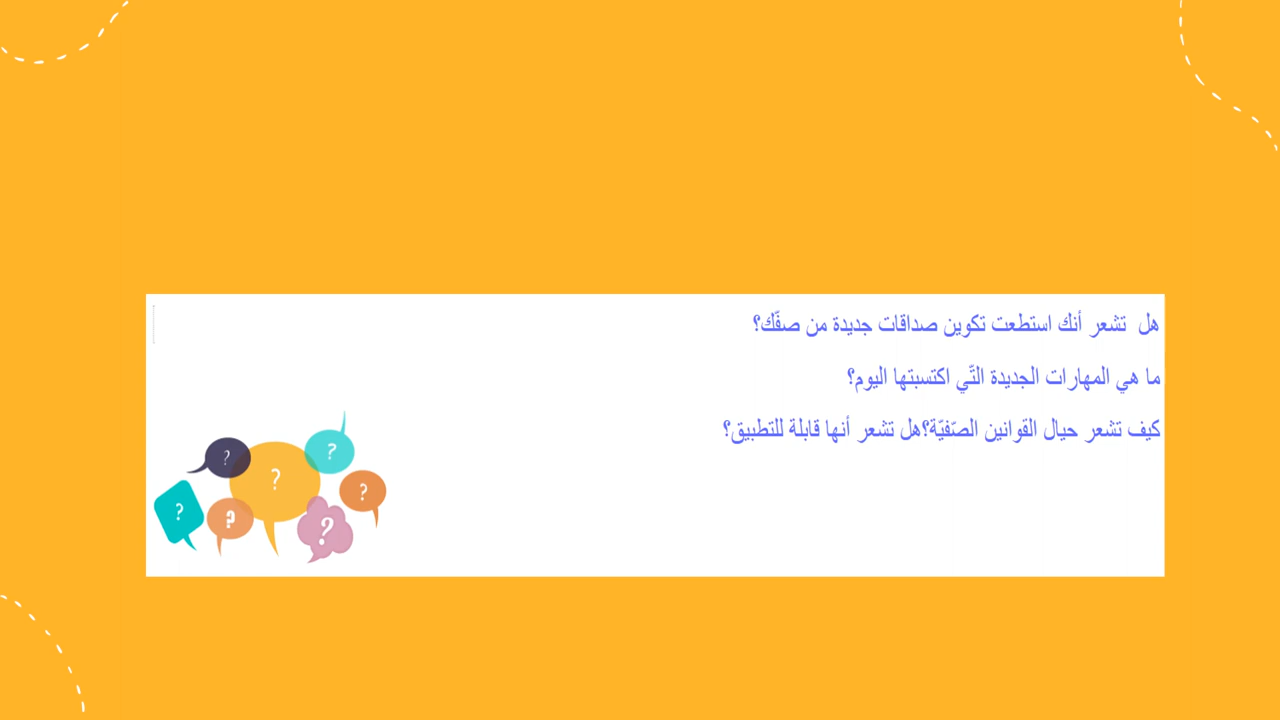 هل تشعر أنك استطعت تكوين صداقات جديدة من صفّك؟
ما هي المهارات الجديدة التّي اكتسبتها اليوم؟
كيف تشعر حيال القوانين الصّفيّة؟هل تشعر أنها قابلة للتطبيق؟
?
?
?
?
?
?
?